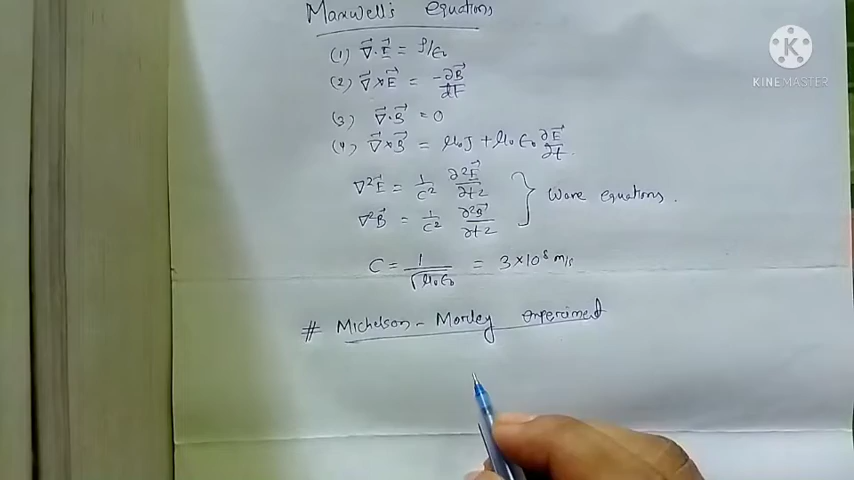 Maxwell's equations
(1) ∇⃗.E⃗ = ρ/ε₀
(2) ∇⃗×E⃗ = -∂B⃗/dt
(3) ∇⃗.B⃗ = 0
(4) ∇⃗×B⃗ = μ₀J + μ₀ε₀ ∂E⃗/∂t.
∇²E⃗ = 1/c² ∂²E⃗/∂t²
∇²B⃗ = 1/c² ∂²B⃗/∂t² } Wave equations.
C = 1/√μ₀ε₀ = 3×10⁸ m/s
# Michelson-Morley experiment
K
KINEMASTER